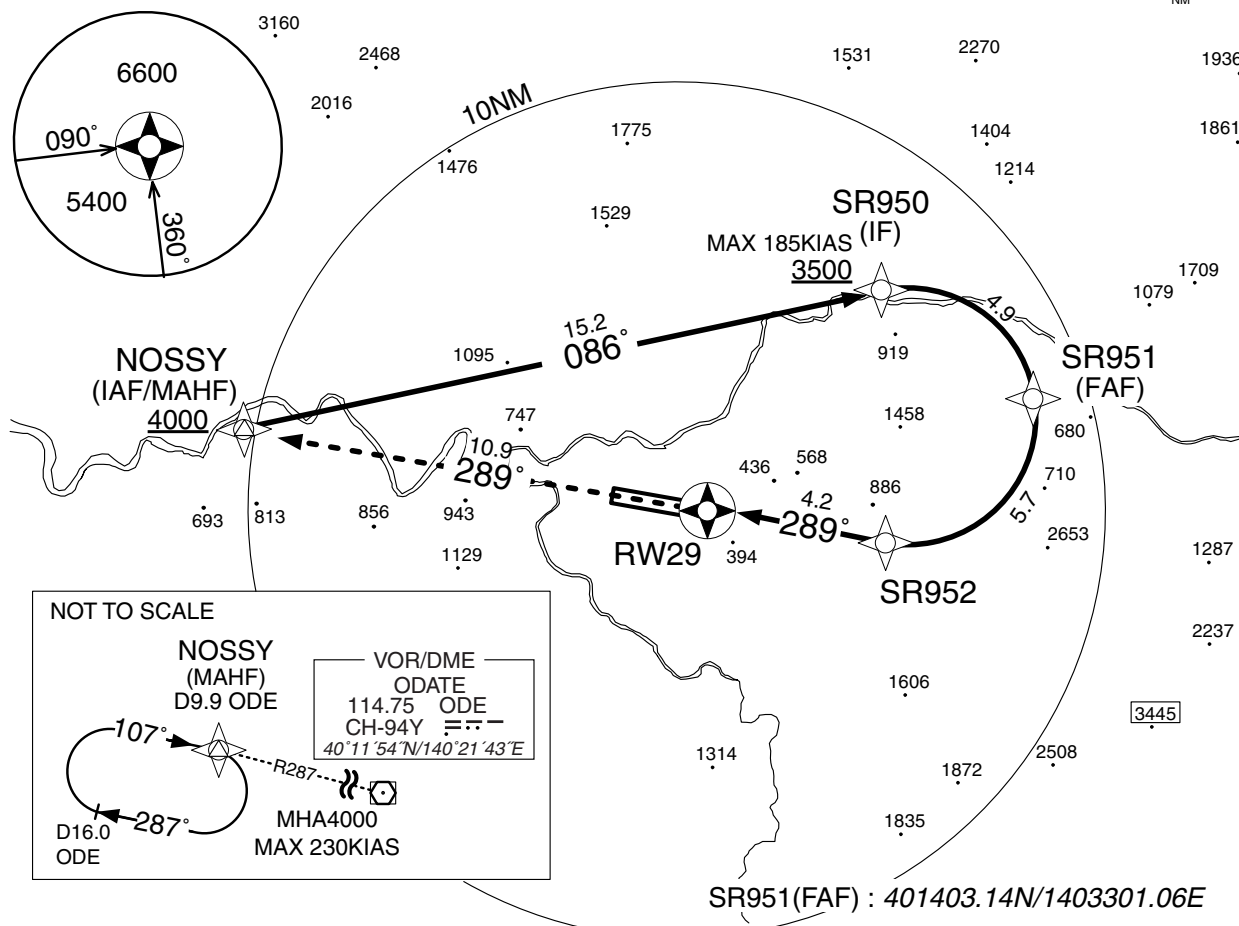 NM
3160
2468
2270
1531
1936
6600
2016
10NM
090°
1775
1404
1861
1476
1214
5400
360°
SR950
(IF)
1529
MAX 185KIAS
3500
1709
1079
4.9
15.2
086°
919
NOSSY
(IAF/MAHF)
4000
1095
SR951
(FAF)
747
1458
680
10.9
289°
436
568
710
886
4.2
289°
5.7
693
813
856
943
RW29
394
2653
1129
1287
SR952
NOT TO SCALE
NOSSY
(MAHF)
D9.9 ODE
VOR/DME
ODATE
114.75 ODE
CH-94Y
40°11´54˝N/140°21´43˝E
2237
1606
3445
107°
R287
1314
2508
1872
287°
D16.0
ODE
MHA4000
MAX 230KIAS
1835
SR951(FAF) : 401403.14N/1403301.06E